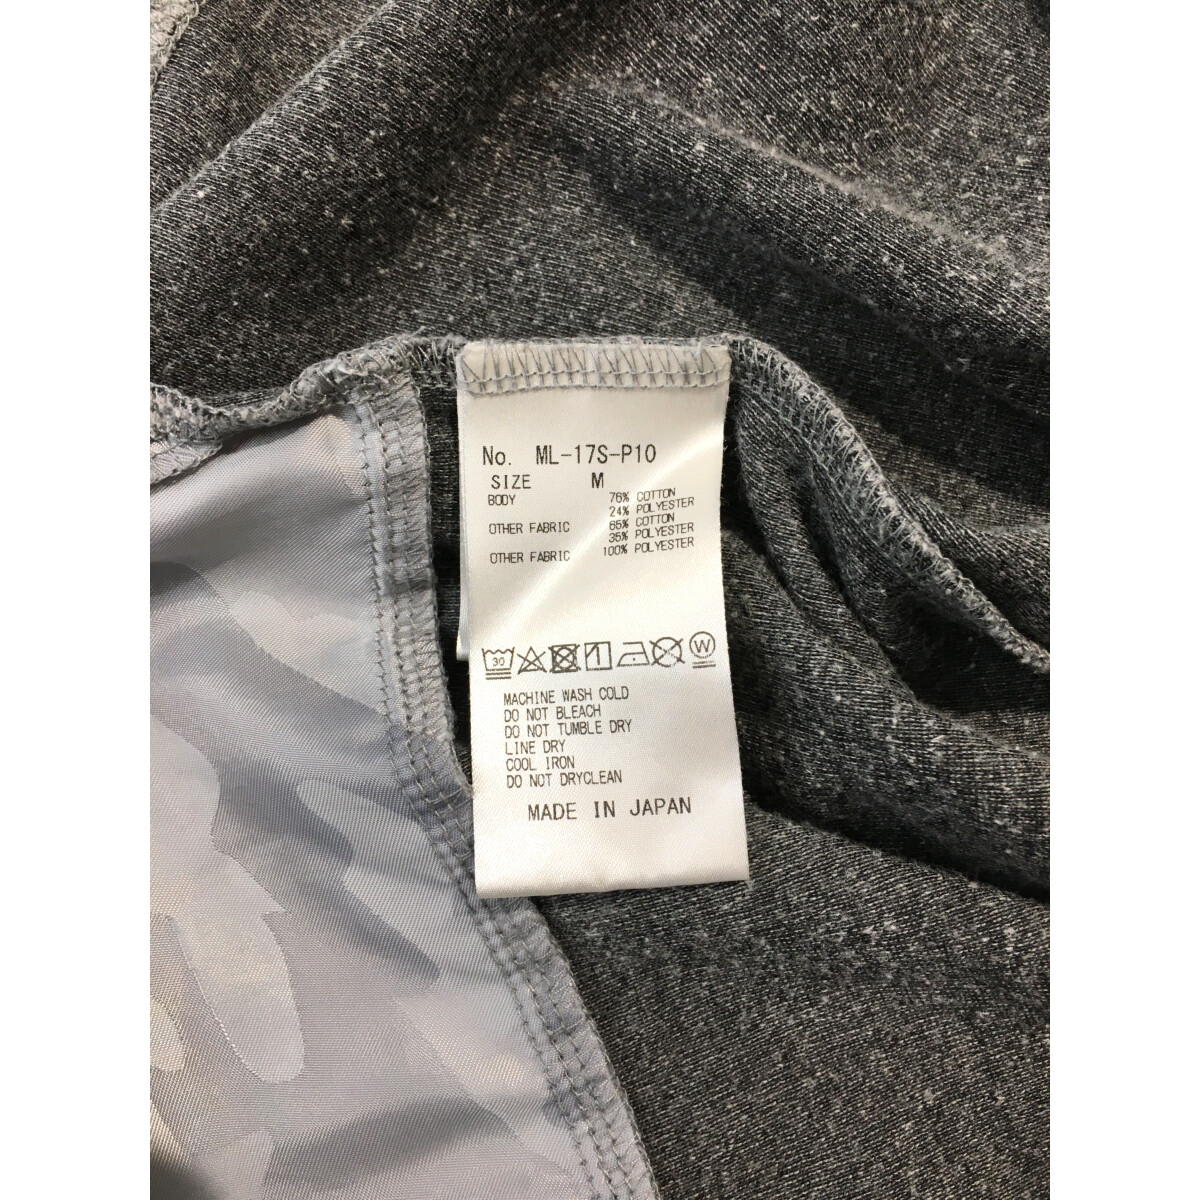 No. ML-17S-P10
SIZE M
BODY 76% COTTON
24% POLYESTER
OTHER FABRIC 65% COTTON
35% POLYESTER
OTHER FABRIC 100% POLYESTER
30 W
MACHINE WASH COLD
DO NOT BLEACH
DO NOT TUMBLE DRY
LINE DRY
COOL IRON
DO NOT DRYCLEAN
MADE IN JAPAN